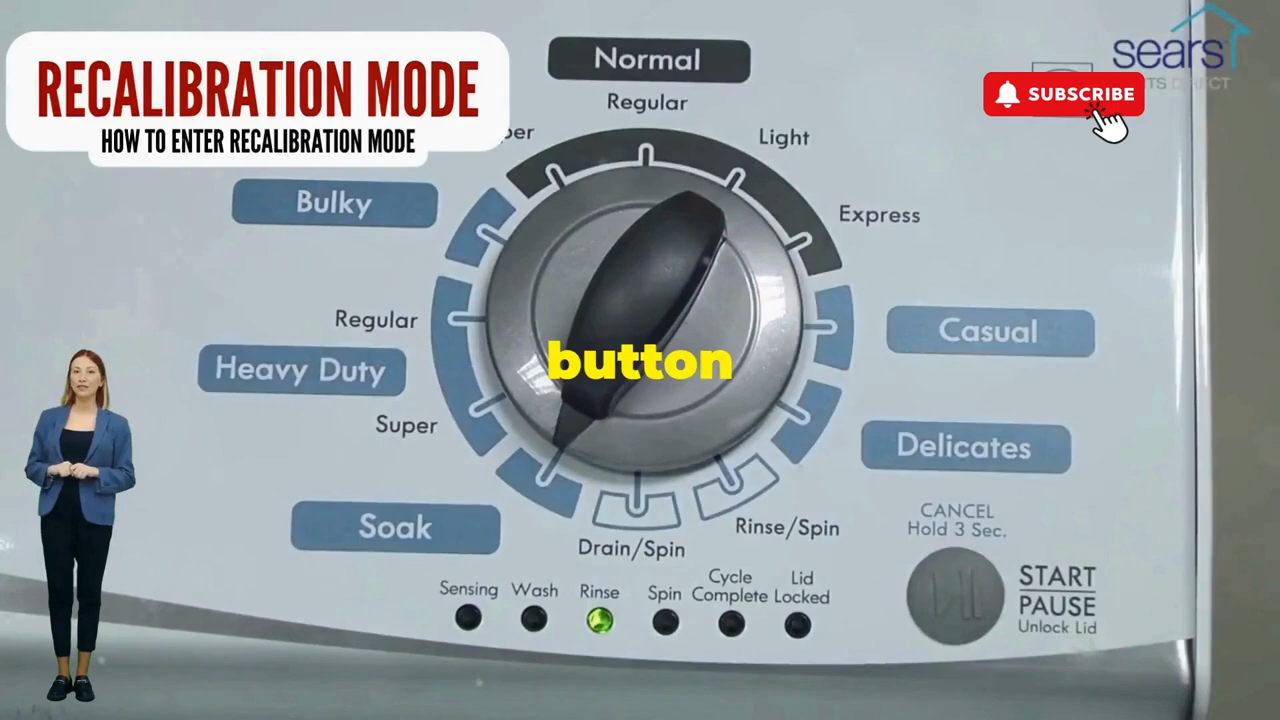 RECALIBRATION MODE
HOW TO ENTER RECALIBRATION MODE
sears
SUBSCRIBE
DIRECT
Normal
Regular
Light
Express
Bulky
Regular
Heavy Duty
Super
Soak
button
Casual
Delicates
Rinse/Spin
Drain/Spin
CANCEL
Hold 3 Sec.
START
PAUSE
Unlock Lid
Sensing
Wash
Rinse
Spin
Cycle
Complete
Lid
Locked